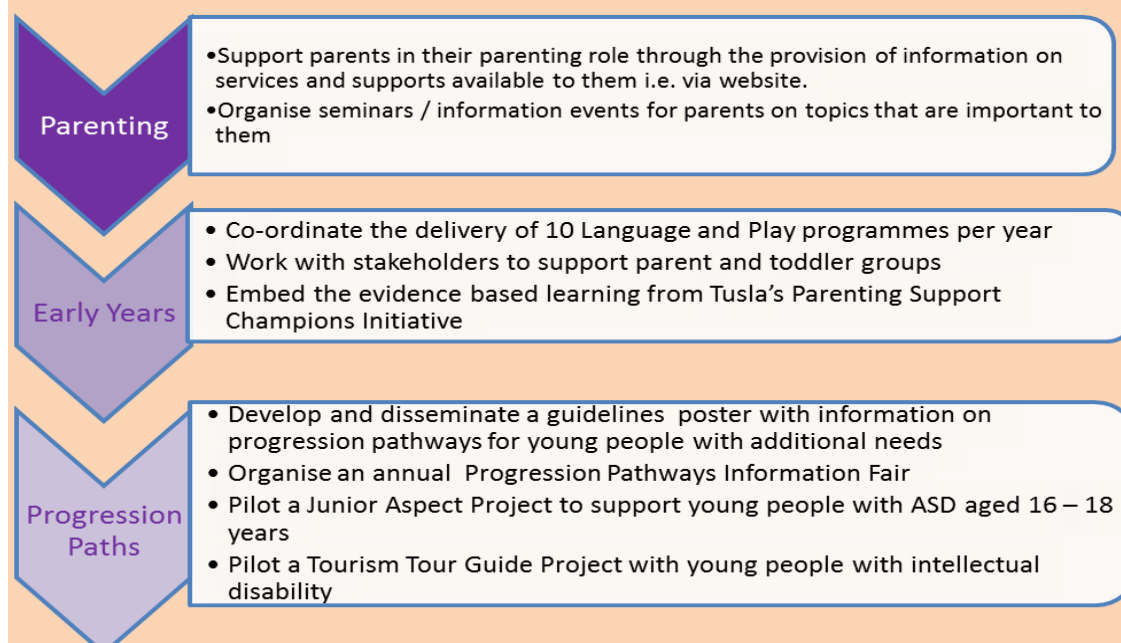 Parenting
•Support parents in their parenting role through the provision of information on
services and supports available to them i.e. via website.
•Organise seminars / information events for parents on topics that are important to
them
Early Years
• Co-ordinate the delivery of 10 Language and Play programmes per year
• Work with stakeholders to support parent and toddler groups
• Embed the evidence based learning from Tusla’s Parenting Support
Champions Initiative
Progression
Paths
• Develop and disseminate a guidelines  poster with information on
progression pathways for young people with additional needs
• Organise an annual  Progression Pathways Information Fair
• Pilot a Junior Aspect Project to support young people with ASD aged 16 – 18
years
• Pilot a Tourism Tour Guide Project with young people with intellectual
disability